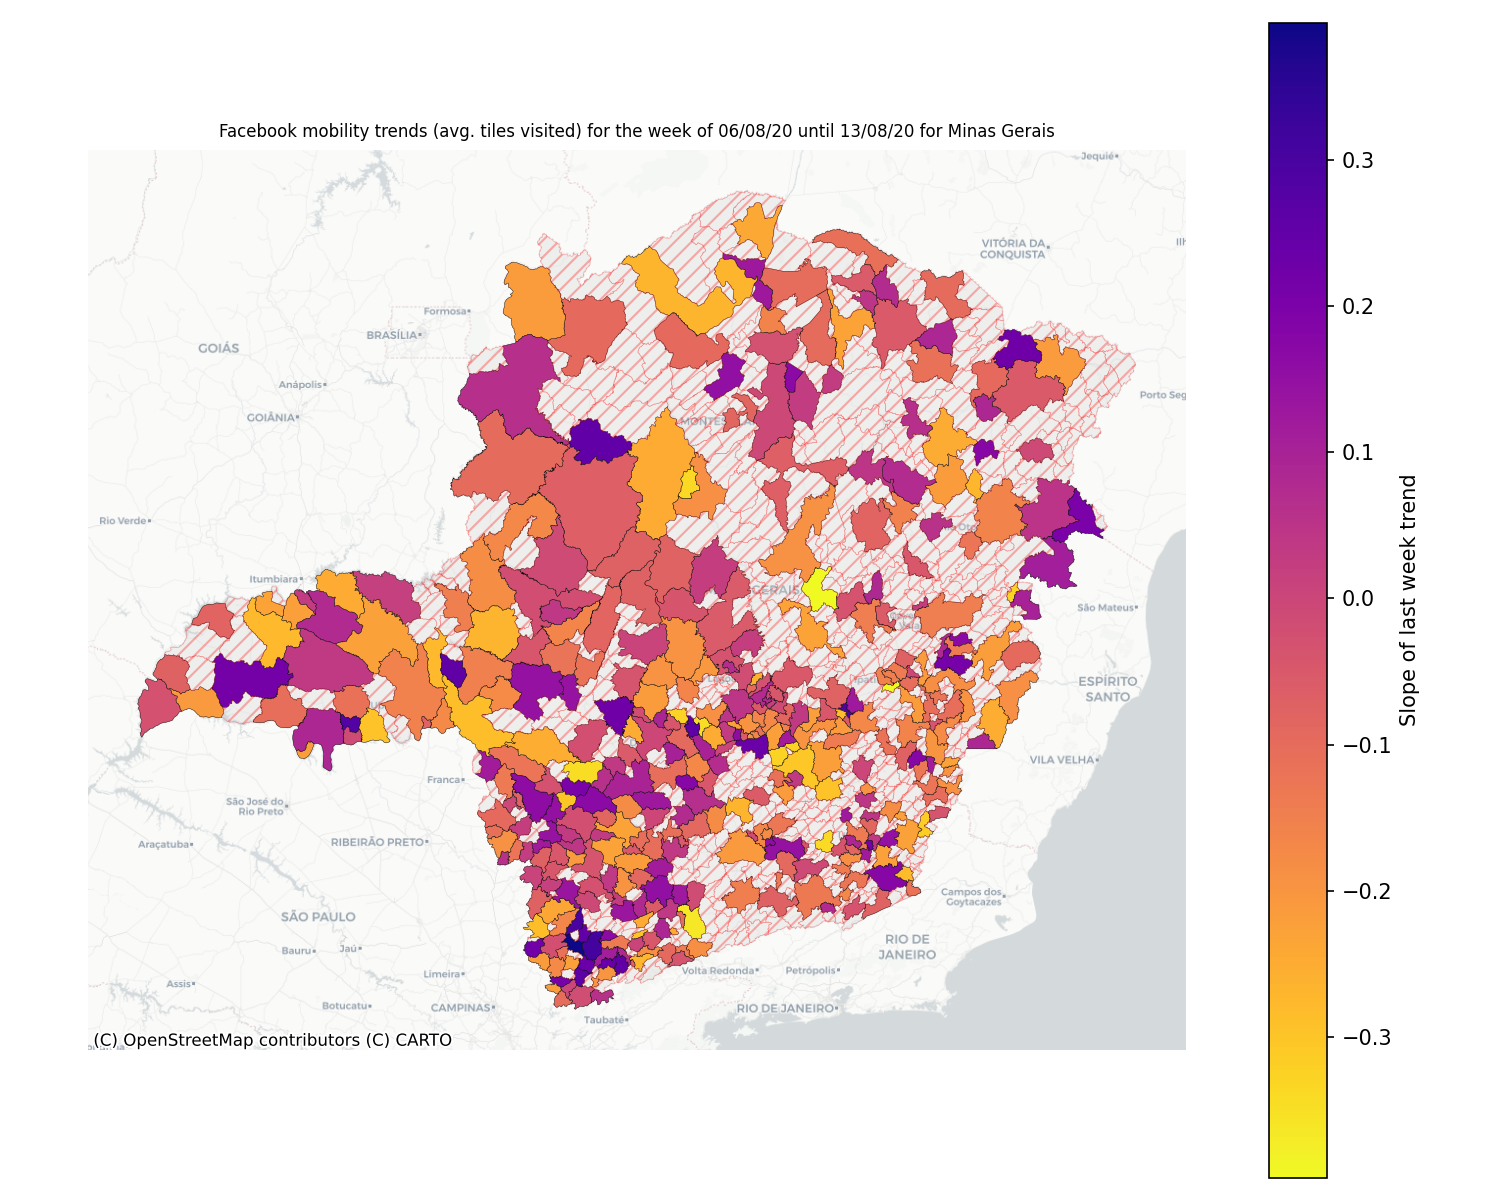 Facebook mobility trends (avg. tiles visited) for the week of 06/08/20 until 13/08/20 for Minas Gerais
Jequié
VITÓRIA DA
CONQUISTA
Formosa
BRASÍLIA
GOIÁS
Anápolis
GOIÂNIA
Porto Seg
MONTES
Rio Verde
Itumbiara
GERAIS
São Mateus
ESPÍRITO
SANTO
VILA VELHA
Franca
São José do
Rio Preto
RIBEIRÃO PRETO
Araçatuba
Campos dos
Goytacazes
SÃO PAULO
Bauru
Jaú
RIO DE
JANEIRO
Limeira
Volta Redonda
Petrópolis
Assis
Botucatu
CAMPINAS
RIO DE JANEIRO
Taubaté
(C) OpenStreetMap contributors (C) CARTO
0.3
0.2
0.1
0.0
−0.1
−0.2
−0.3
Slope of last week trend